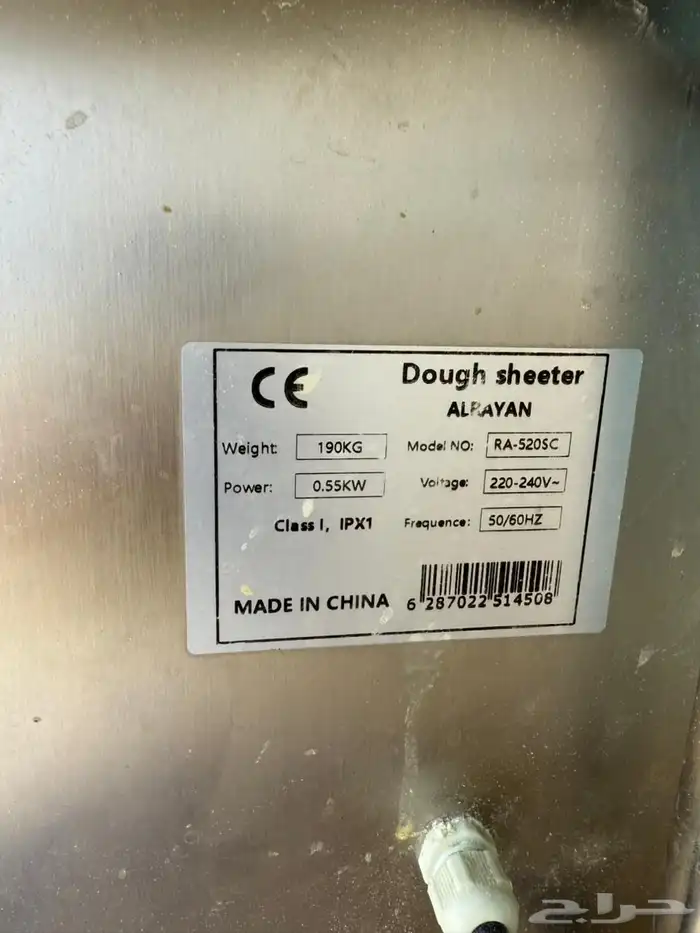 CE
Dough sheeter
ALRAYAN
Weight: 190KG
Model NO: RA-520SC
Power: 0.55KW
Voltage: 220-240V~
Class I, IPX1
Frequence: 50/60HZ
MADE IN CHINA
6 287022 514508
حراج